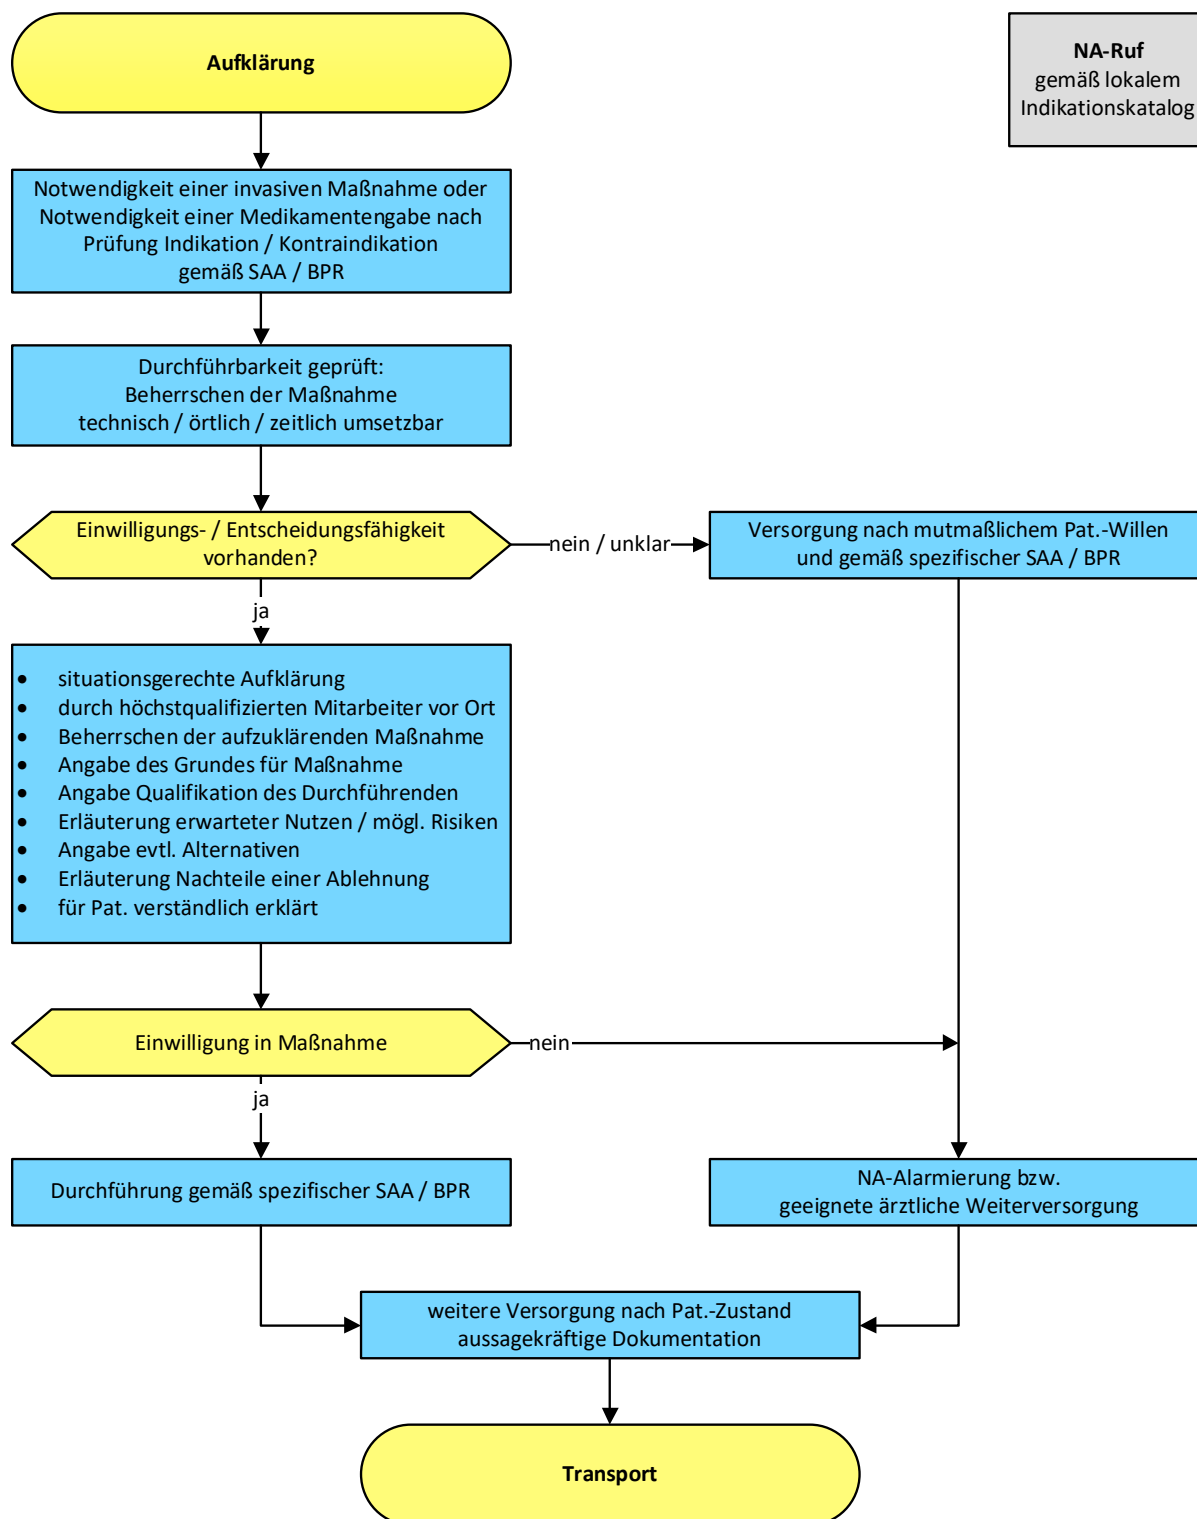 Aufklärung
NA-Ruf
gemäß lokalem
Indikationskatalog
Notwendigkeit einer invasiven Maßnahme oder
Notwendigkeit einer Medikamentengabe nach
Prüfung Indikation / Kontraindikation
gemäß SAA / BPR
Durchführbarkeit geprüft:
Beherrschen der Maßnahme
technisch / örtlich / zeitlich umsetzbar
Einwilligungs- / Entscheidungsfähigkeit
vorhanden?
nein / unklar
Versorgung nach mutmaßlichem Pat.-Willen
und gemäß spezifischer SAA / BPR
ja
• situationsgerechte Aufklärung
• durch höchstqualifizierten Mitarbeiter vor Ort
• Beherrschen der aufzuklärenden Maßnahme
• Angabe des Grundes für Maßnahme
• Angabe Qualifikation des Durchführenden
• Erläuterung erwarteter Nutzen / mögl. Risiken
• Angabe evtl. Alternativen
• Erläuterung Nachteile einer Ablehnung
• für Pat. verständlich erklärt
Einwilligung in Maßnahme
nein
ja
Durchführung gemäß spezifischer SAA / BPR
NA-Alarmierung bzw.
geeignete ärztliche Weiterversorgung
weitere Versorgung nach Pat.-Zustand
aussagekräftige Dokumentation
Transport